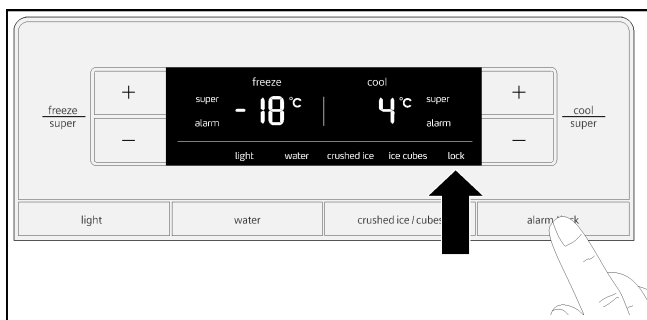 freeze cool
freeze
super
+
−
super
alarm
-18 °C
4 °C
super
alarm
+
−
cool
super
light water crushed ice ice cubes lock
light water crushed ice / cubes alarm